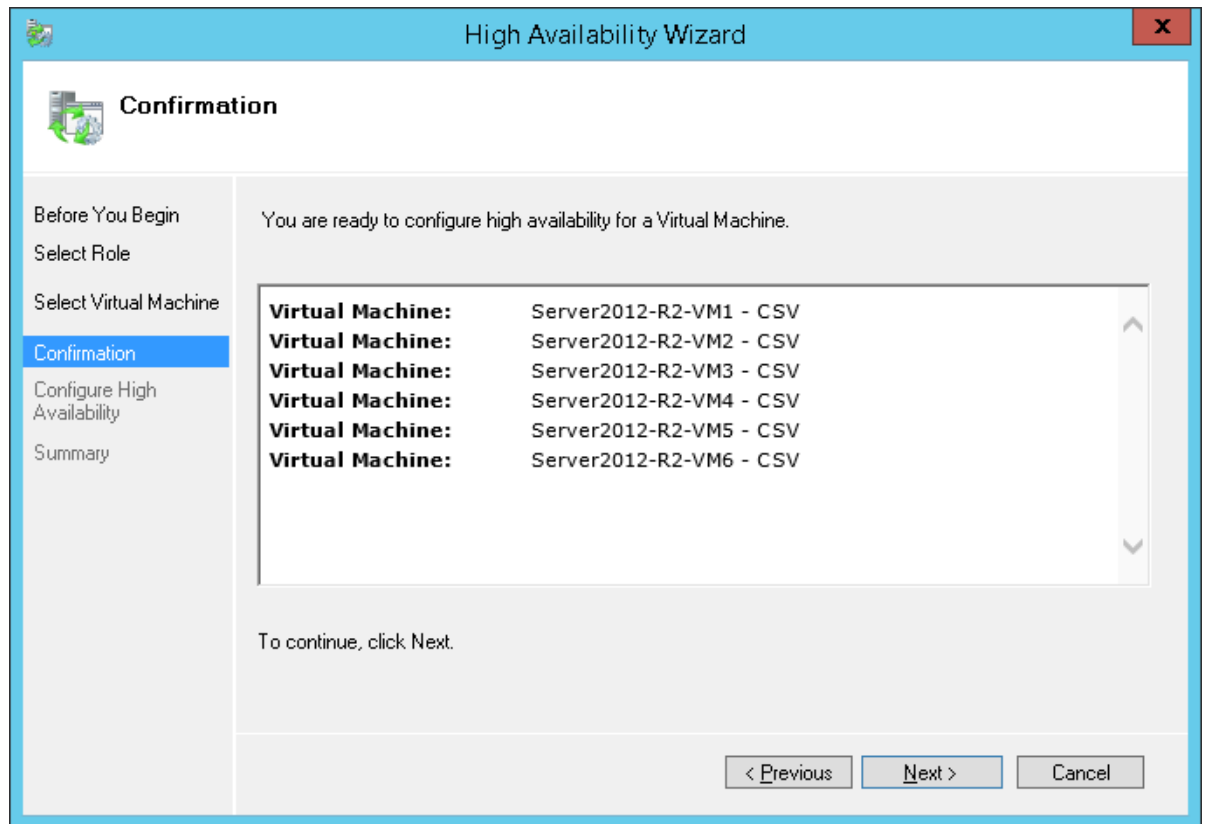 High Availability Wizard
x
Confirmation
Before You Begin
Select Role
Select Virtual Machine
Confirmation
Configure High
Availability
Summary
You are ready to configure high availability for a Virtual Machine.
Virtual Machine: Server2012-R2-VM1 - CSV
Virtual Machine: Server2012-R2-VM2 - CSV
Virtual Machine: Server2012-R2-VM3 - CSV
Virtual Machine: Server2012-R2-VM4 - CSV
Virtual Machine: Server2012-R2-VM5 - CSV
Virtual Machine: Server2012-R2-VM6 - CSV
To continue, click Next.
< Previous Next > Cancel